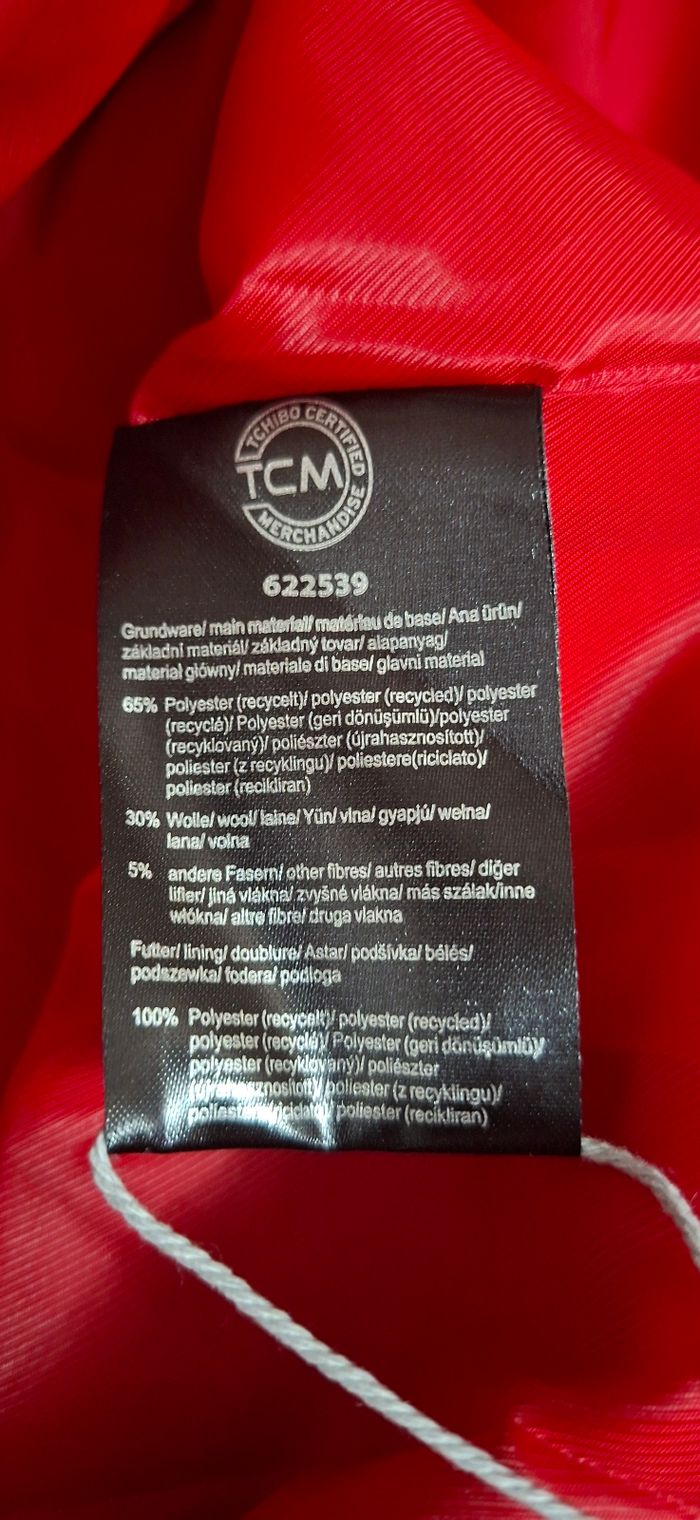 TCHIBO CERTIFIED
TCM
MERCHANDISE
622539
Grundware/ main material/ matériau de base/ Ana ürün/
základní materiál/ základný tovar/ alapanyag/
materiał główny/ materiale di base/ glavni material
65% Polyester (recycelt)/ polyester (recycled)/ polyester
(recyclé)/ Polyester (geri dönüşümlü)/polyester
(recyklovaný)/ poliészter (újrahasznosított)/
poliester (z recyklingu)/ poliestere(riciclato)/
poliester (recikliran)
30% Wolle/ wool/ laine/ Yün/ vlna/ gyapjú/ wełna/
lana/ volna
5% andere Fasern/ other fibres/ autres fibres/ diğer
lifler/ jiná vlákna/ zvyšné vlákna/ más szálak/inne
włókna/ altre fibre/ druga vlakna
Futter/ lining/ doublure/ Astar/ podšívka/ bélés/
podszewka/ fodera/ podloga
100% Polyester (recycelt)/ polyester (recycled)/
polyester (recyclé)/ Polyester (geri dönüşümlü)/
polyester (recyklovaný)/ poliészter
(újrahasznosított)/ poliester (z recyklingu)/
poliestere(riciclato)/ poliester (recikliran)